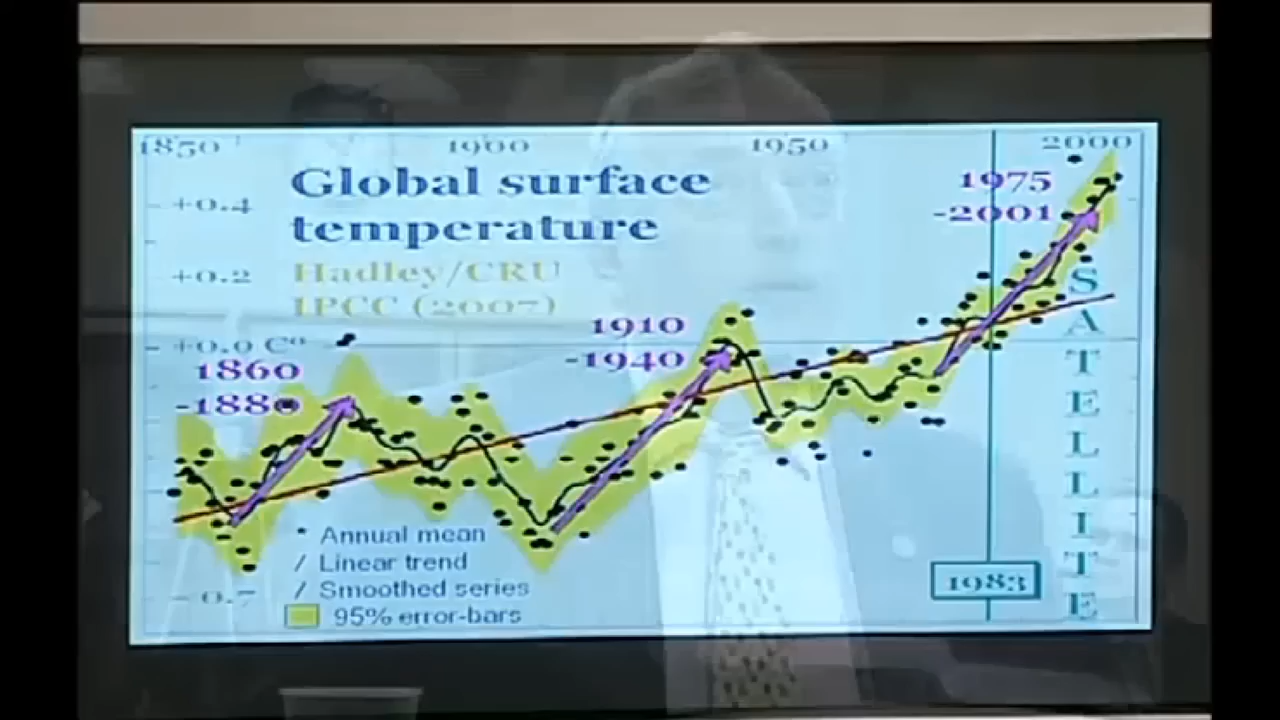 1850 1900 1950 2000
Global surface
temperature
Hadley/CRU
IPCC (2007)
+0.4
+0.2
+0.0 C°
-0.7
1860
-1880
1910
-1940
1975
-2001
SATELLITE
1983
• Annual mean
/ Linear trend
/ Smoothed series
95% error-bars